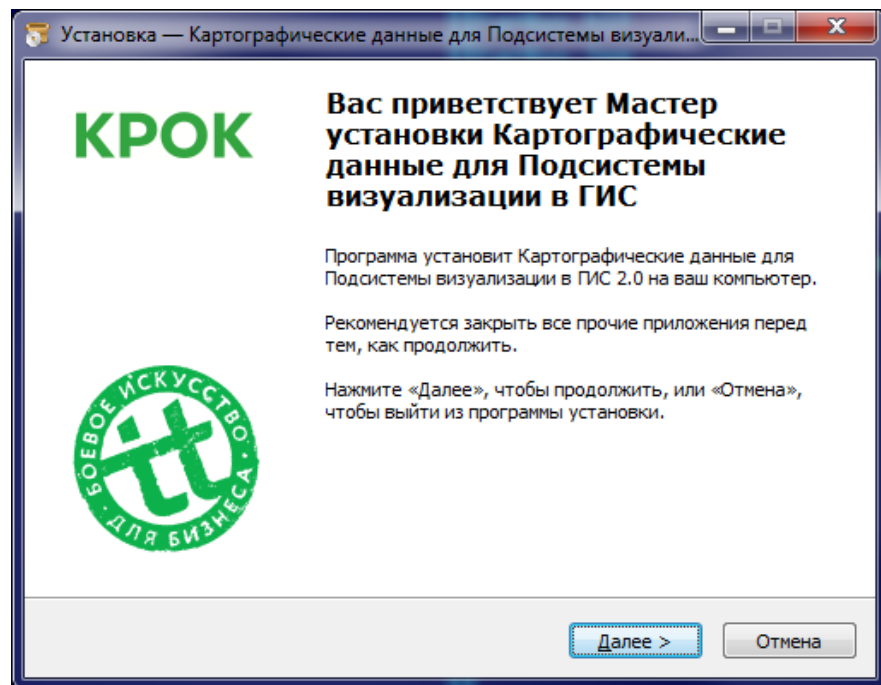 Установка — Картографические данные для Подсистемы визуали...
КРОК
Вас приветствует Мастер
установки Картографические
данные для Подсистемы
визуализации в ГИС
Программа установит Картографические данные для
Подсистемы визуализации в ГИС 2.0 на ваш компьютер.
Рекомендуется закрыть все прочие приложения перед
тем, как продолжить.
Нажмите «Далее», чтобы продолжить, или «Отмена»,
чтобы выйти из программы установки.
БОЕВОЕ ИСКУССТВО
it
ДЛЯ БИЗНЕСА
Далее >
Отмена